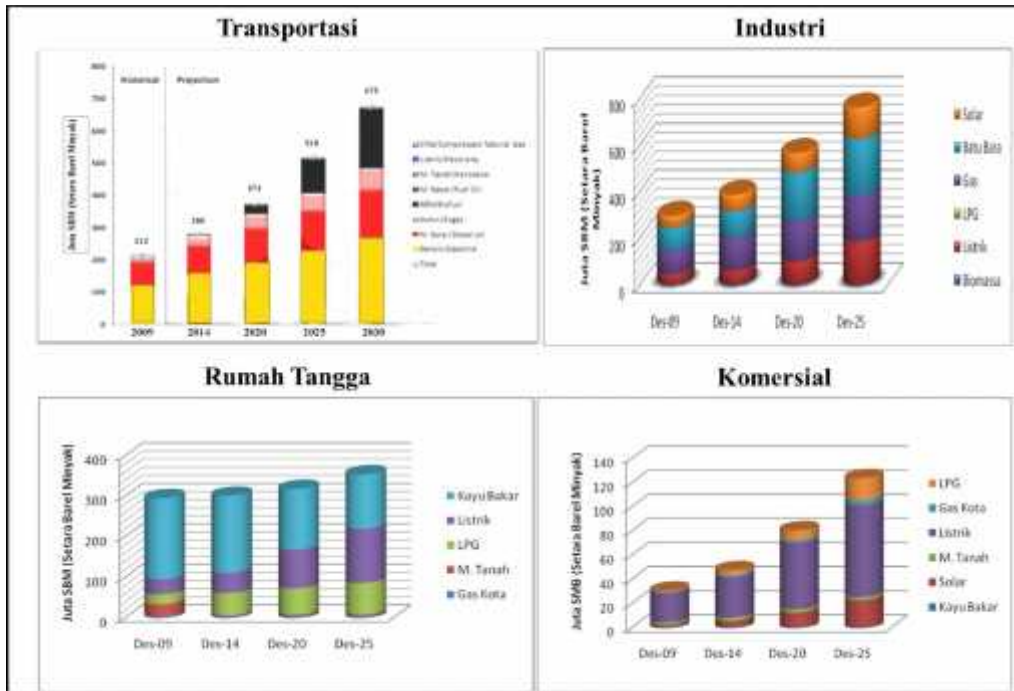 Transportasi
Juta SBM (Setara Barel Minyak)
800
700
600
500
400
300
200
100
0
Historical
Projection
212
514
2009
2014
2020
2025
2030
Industri
Juta SBM (Setara Barel Minyak)
800
600
400
200
0
Des-09
Des-14
Des-20
Des-25
Solar
Batu Bara
Gas
LPG
Listrik
Biomassa
Rumah Tangga
Juta SBM (Setara Barel Minyak)
400
300
200
100
0
Des-09
Des-14
Des-20
Des-25
Kayu Bakar
Listrik
LPG
M. Tanah
Gas Kota
Komersial
Juta SMB (Setara Barel Minyak)
140
120
100
80
60
40
20
0
Des-09
Des-14
Des-20
Des-25
LPG
Gas Kota
Listrik
M. Tanah
Solar
Kayu Bakar